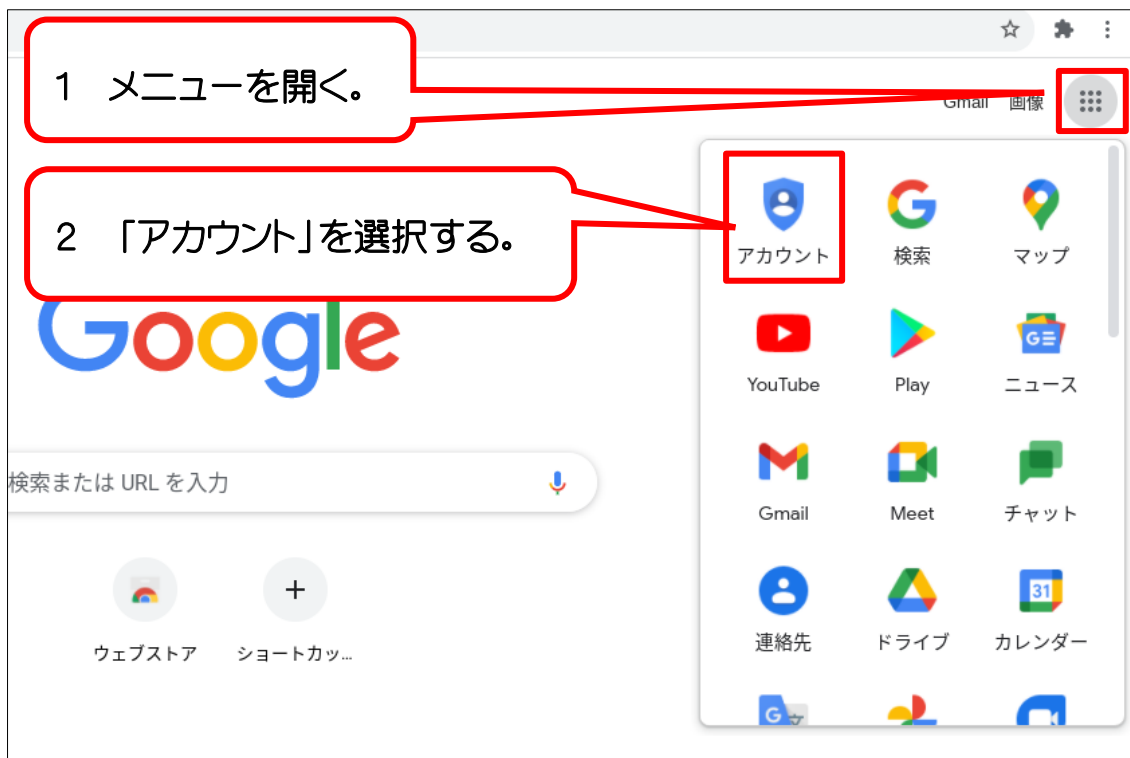 1 メニューを開く。
Gmail 画像
2 「アカウント」を選択する。
アカウント 検索 マップ
Google
YouTube Play ニュース
検索または URL を入力
Gmail Meet チャット
31
連絡先 ドライブ カレンダー
ウェブストア ショートカッ...
G 文